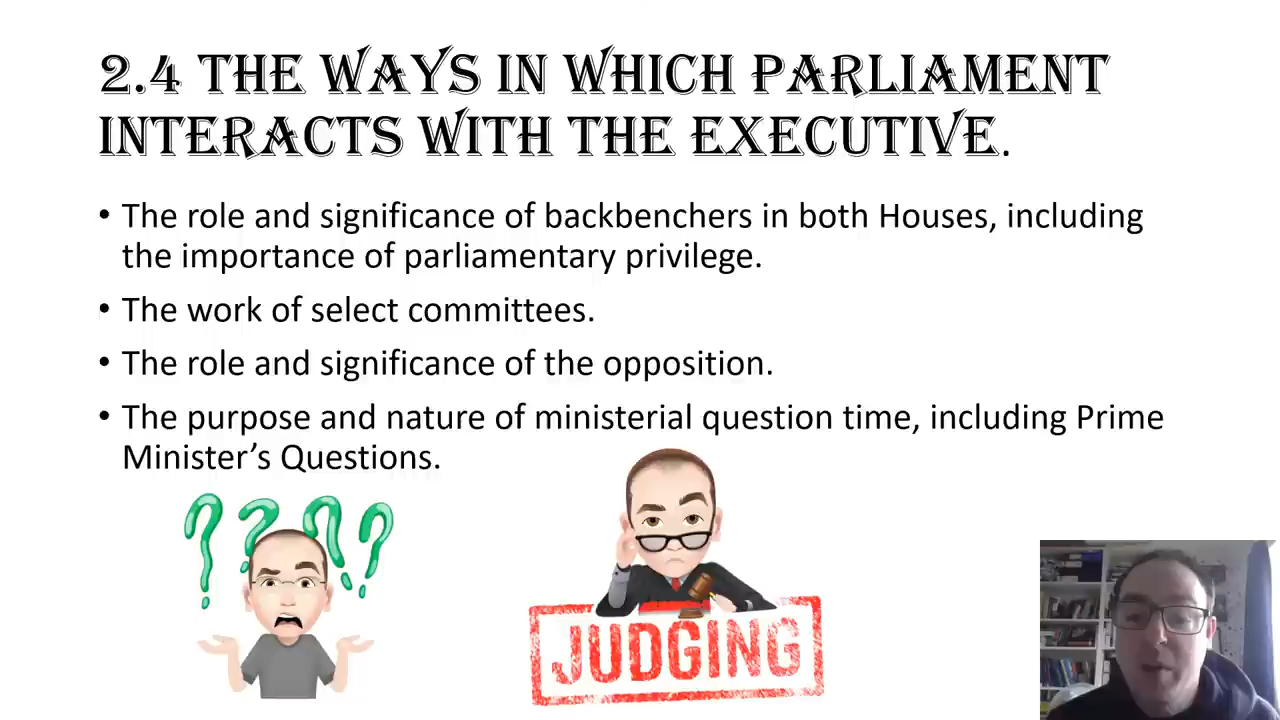 2.4 THE WAYS IN WHICH PARLIAMENT
INTERACTS WITH THE EXECUTIVE.
• The role and significance of backbenchers in both Houses, including
the importance of parliamentary privilege.
• The work of select committees.
• The role and significance of the opposition.
• The purpose and nature of ministerial question time, including Prime
Minister’s Questions.
????
JUDGING